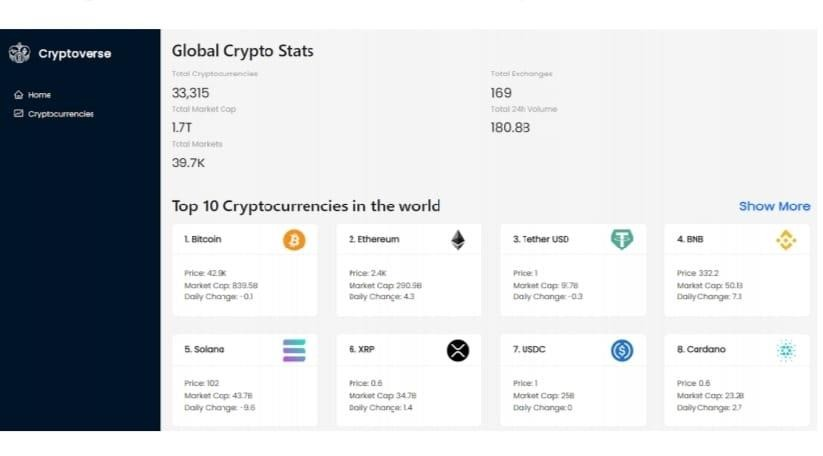 Cryptoverse
Home
Cryptocurrencies
Global Crypto Stats
Total Cryptocurrencies
33,315
Total Exchanges
169
Total Market Cap
1.7T
Total 24h Volume
180.8B
Total Markets
39.7K
Top 10 Cryptocurrencies in the world
Show More
1. Bitcoin
Price: 42.9K
Market Cap: 839.5B
Daily Change: -0.1
2. Ethereum
Price: 2.4K
Market Cap: 290.9B
Daily Change: 4.3
3. Tether USD
Price: 1
Market Cap: 91.7B
Daily Change: -0.3
4. BNB
Price: 332.2
Market Cap: 50.1B
Daily Change: 7.1
5. Solana
Price: 102
Market Cap: 43.7B
Daily Change: -9.6
6. XRP
Price: 0.6
Market Cap: 34.7B
Daily Change: 1.4
7. USDC
Price: 1
Market Cap: 25B
Daily Change: 0
8. Cardano
Price: 0.6
Market Cap: 23.2B
Daily Change: 2.7